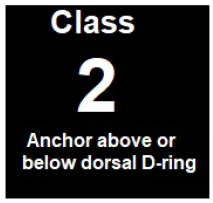 Class
2
Anchor above or
below dorsal D-ring